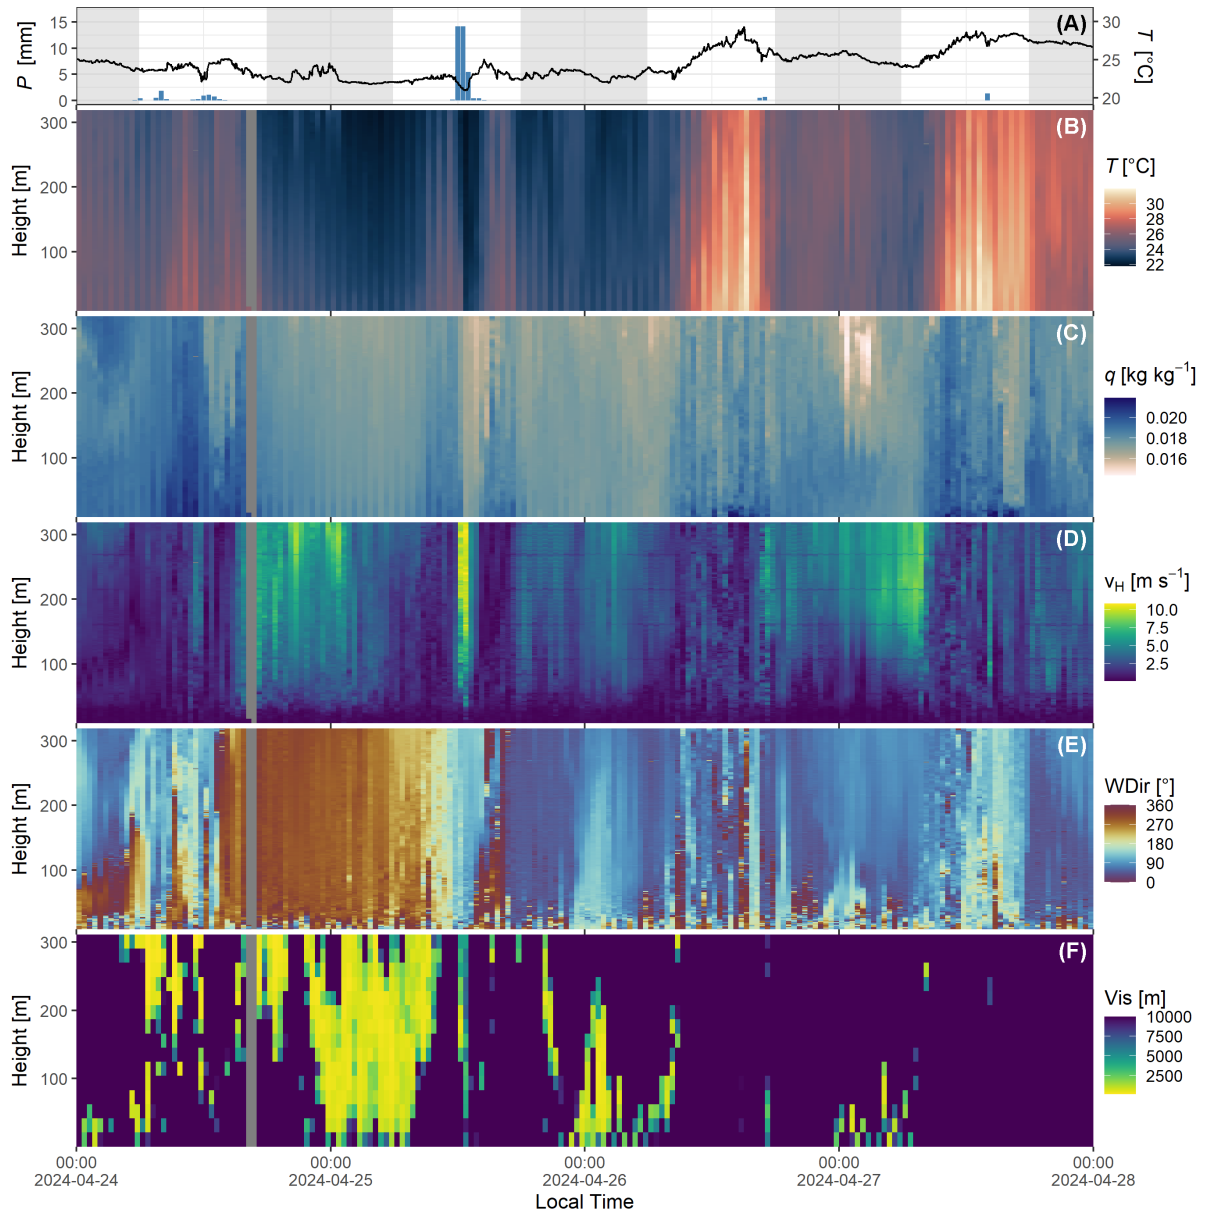 (A)
P [mm]
15
10
5
0
30
25
20
T [°C]
(B)
Height [m]
300
200
100
T [°C]
30
28
26
24
22
(C)
Height [m]
300
200
100
q [kg kg⁻¹]
0.020
0.018
0.016
(D)
Height [m]
300
200
100
v_H [m s⁻¹]
10.0
7.5
5.0
2.5
(E)
Height [m]
300
200
100
WDir [°]
360
270
180
90
0
(F)
Height [m]
300
200
100
Vis [m]
10000
7500
5000
2500
00:00 00:00 00:00 00:00 00:00
2024-04-24 2024-04-25 2024-04-26 2024-04-27 2024-04-28
Local Time